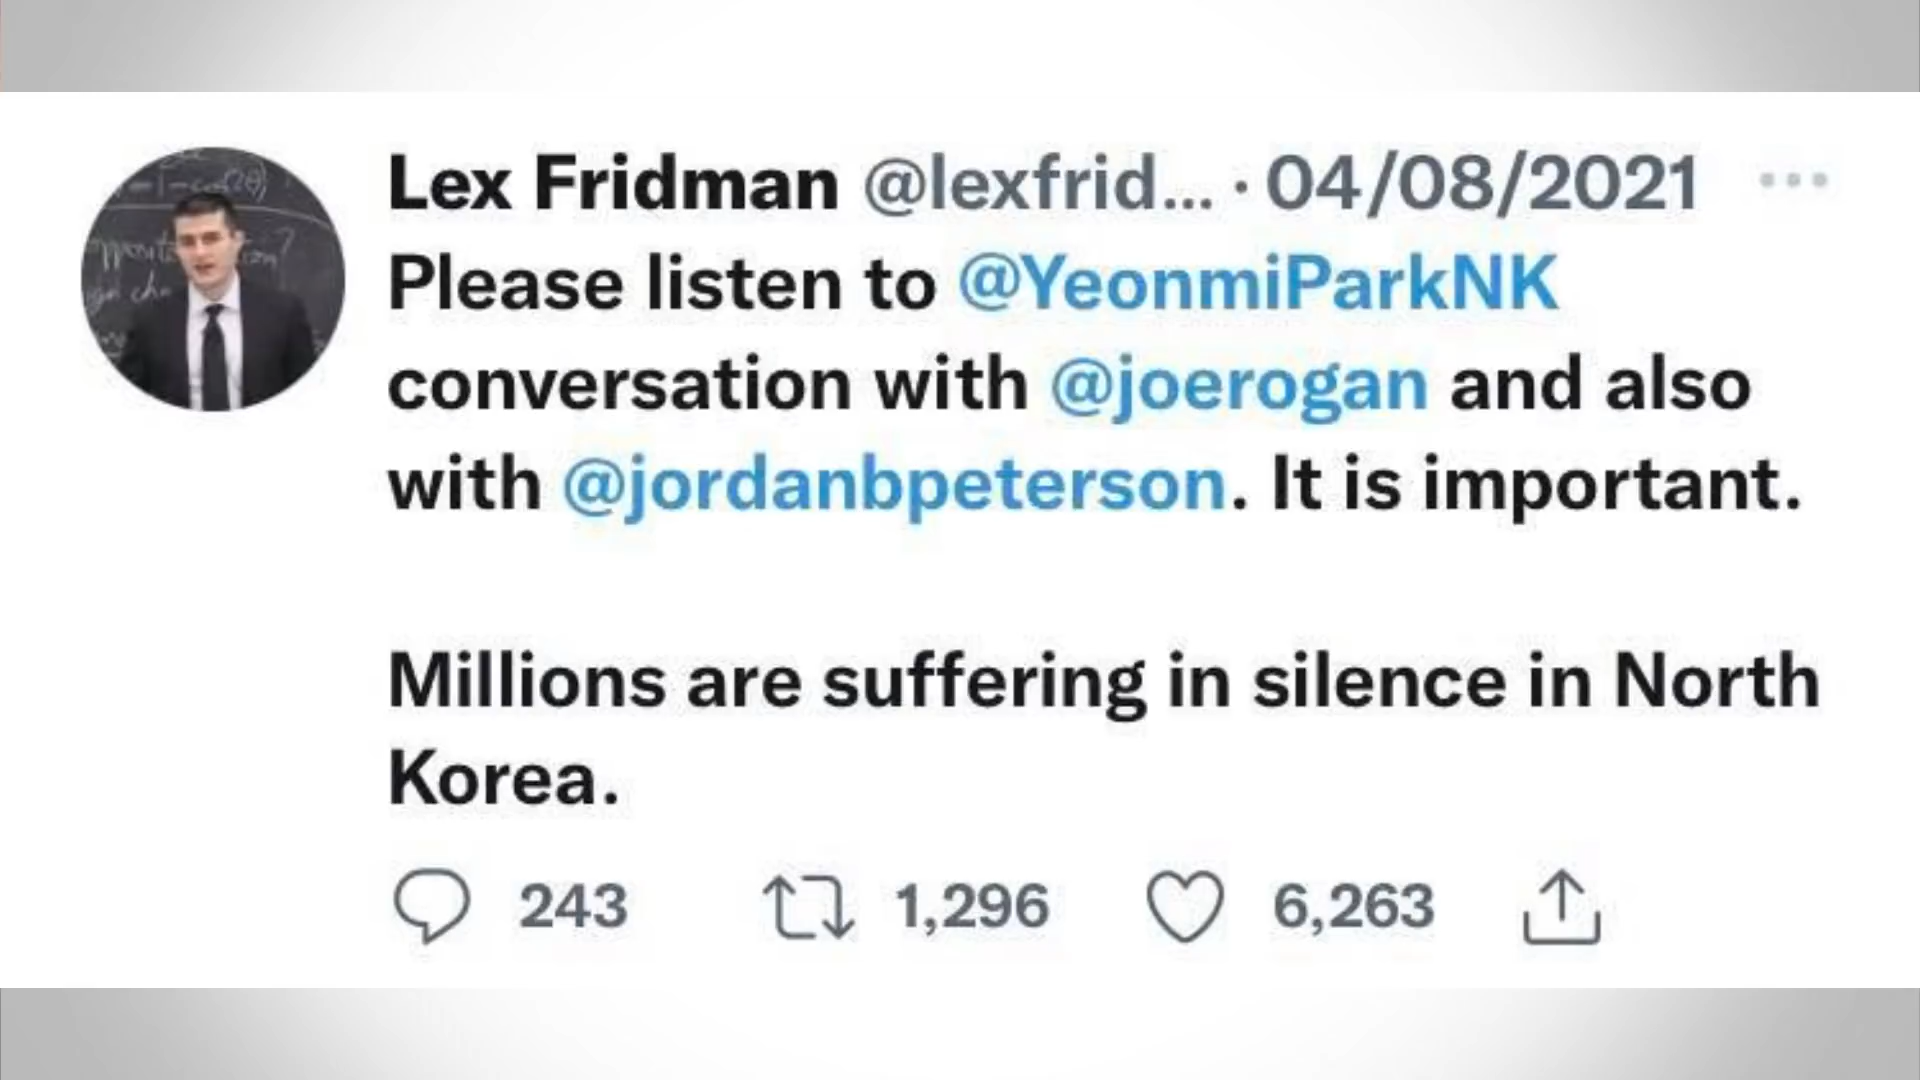 Lex Fridman @lexfrid... · 04/08/2021 ...
Please listen to @YeonmiParkNK
conversation with @joerogan and also
with @jordanbpeterson. It is important.
Millions are suffering in silence in North
Korea.
243 1,296 6,263